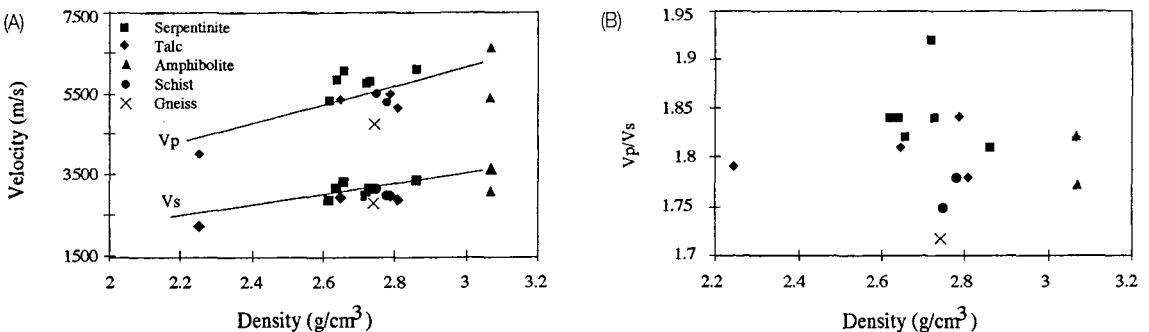 (A)
7500
5500
3500
1500
Velocity (m/s)
Serpentinite
Talc
Amphibolite
Schist
Gneiss
Vp
Vs
2 2.2 2.4 2.6 2.8 3 3.2
Density (g/cm³)
(B)
1.95
1.9
1.85
1.8
1.75
1.7
Vp/Vs
2.2 2.4 2.6 2.8 3 3.2
Density (g/cm³)